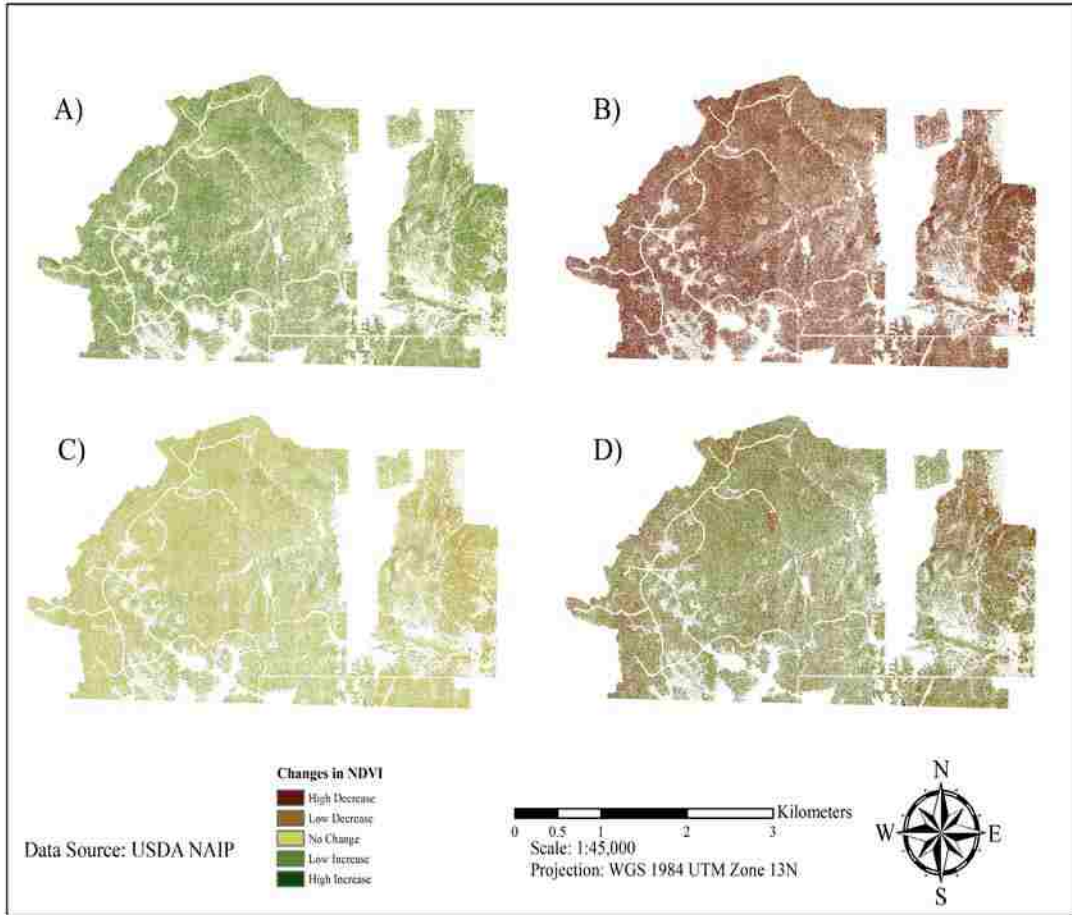 A)
B)
C)
D)
Changes in NDVI
High Decrease
Low Decrease
No Change
Low Increase
High Increase
Data Source: USDA NAIP
Kilometers
0 0.5 1 2 3
Scale: 1:45,000
Projection: WGS 1984 UTM Zone 13N
N
W E
S